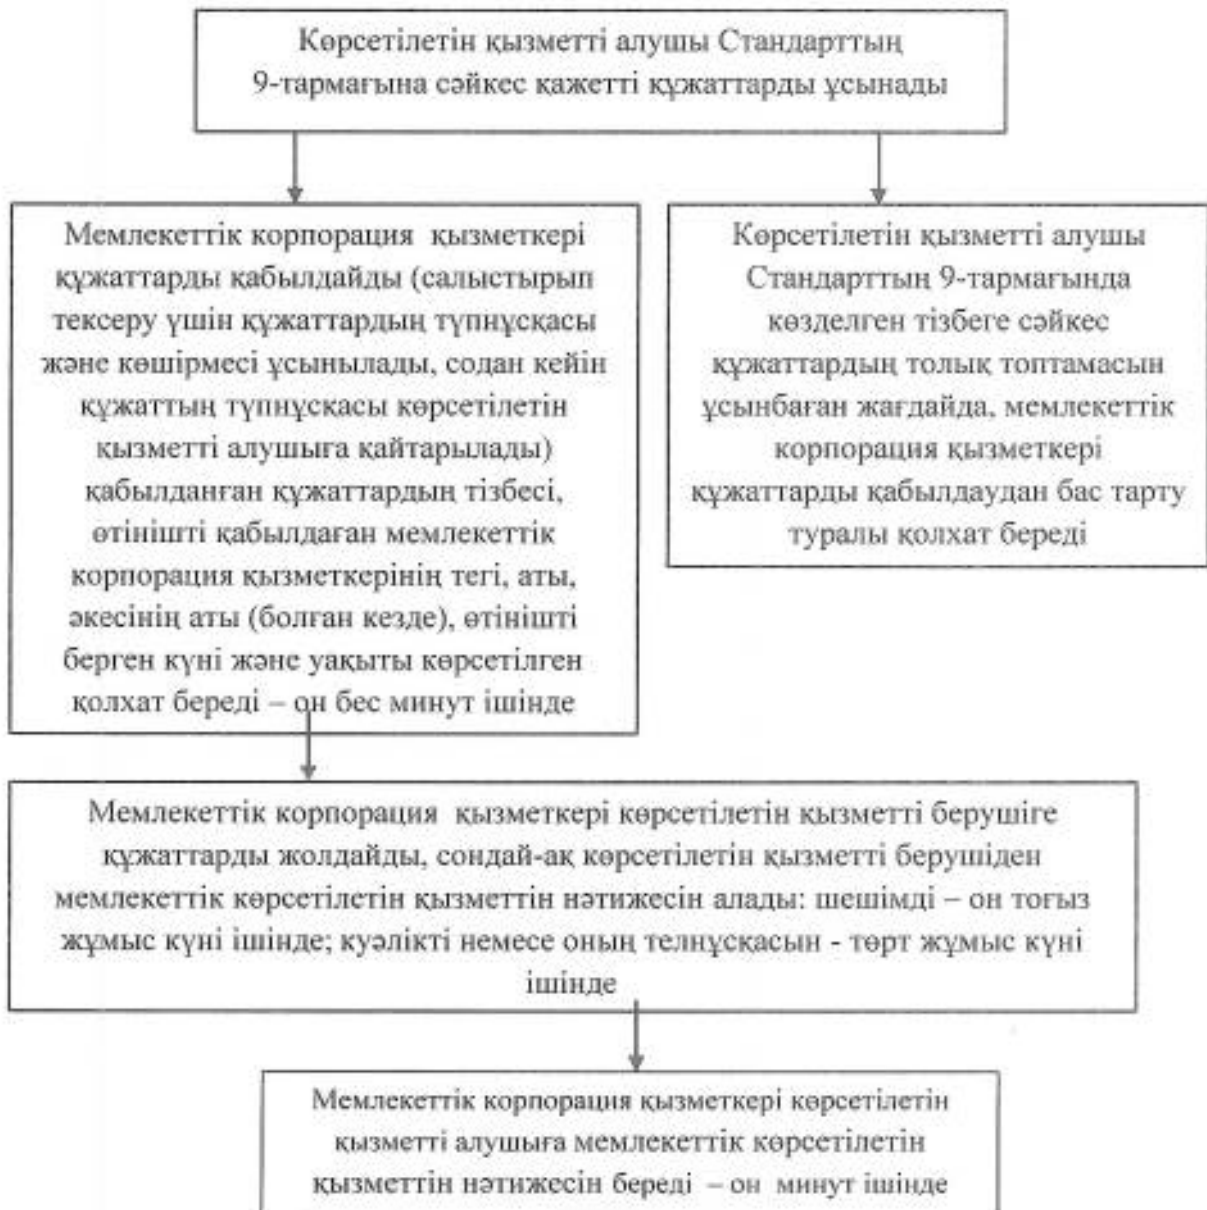 Көрсетілетін қызметті алушы Стандарттың
9-тармағына сәйкес қажетті құжаттарды ұсынады
Мемлекеттік корпорация қызметкері
құжаттарды қабылдайды (салыстырып
тексеру үшін құжаттардың түпнұсқасы
және көшірмесі ұсынылады, содан кейін
құжаттың түпнұсқасы көрсетілетін
қызметті алушыға қайтарылады)
қабылданған құжаттардың тізбесі,
өтінішті қабылдаған мемлекеттік
корпорация қызметкерінің тегі, аты,
әкесінің аты (болған кезде), өтінішті
берген күні және уақыты көрсетілген
қолхат береді – он бес минут ішінде
Көрсетілетін қызметті алушы
Стандарттың 9-тармағында
көзделген тізбеге сәйкес
құжаттардың толық топтамасын
ұсынбаған жағдайда, мемлекеттік
корпорация қызметкері
құжаттарды қабылдаудан бас тарту
туралы қолхат береді
Мемлекеттік корпорация қызметкері көрсетілетін қызметті берушіге
құжаттарды жолдайды, сондай-ақ көрсетілетін қызметті берушіден
мемлекеттік көрсетілетін қызметтін нәтижесін алады: шешімді – он тоғыз
жұмыс күні ішінде; куәлікті немесе оның телнұсқасын - төрт жұмыс күні
ішінде
Мемлекеттік корпорация қызметкері көрсетілетін
қызметті алушыға мемлекеттік көрсетілетін
қызметтін нәтижесін береді – он минут ішінде